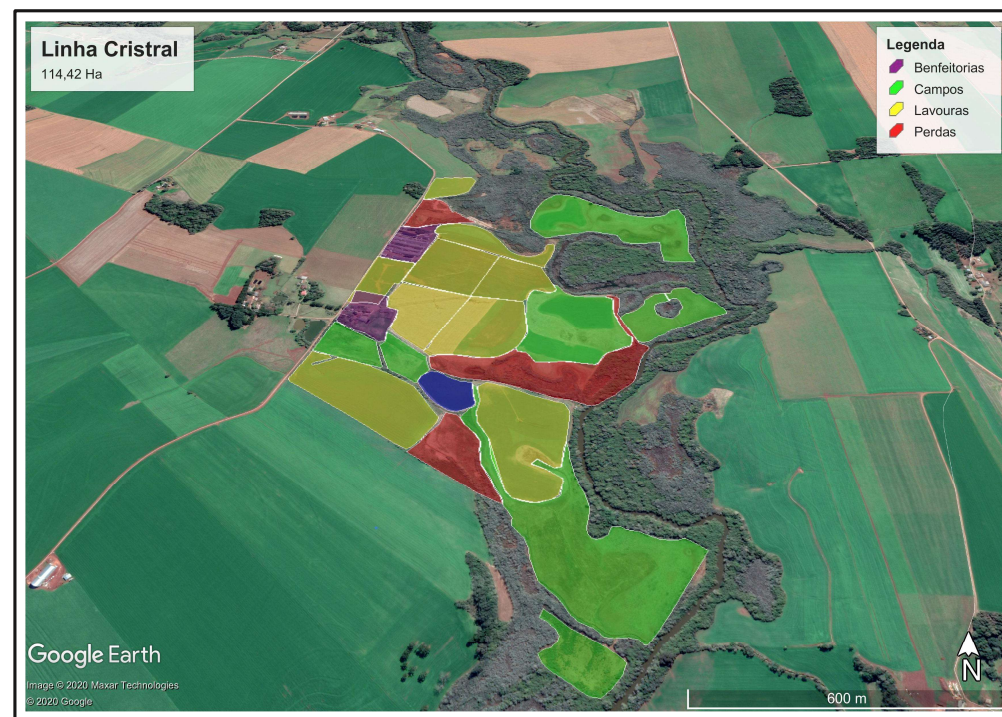 Linha Cristral
114,42 Ha
Legenda
Benfeitorias
Campos
Lavouras
Perdas
Google Earth
Image © 2020 Maxar Technologies
© 2020 Google
N
600 m